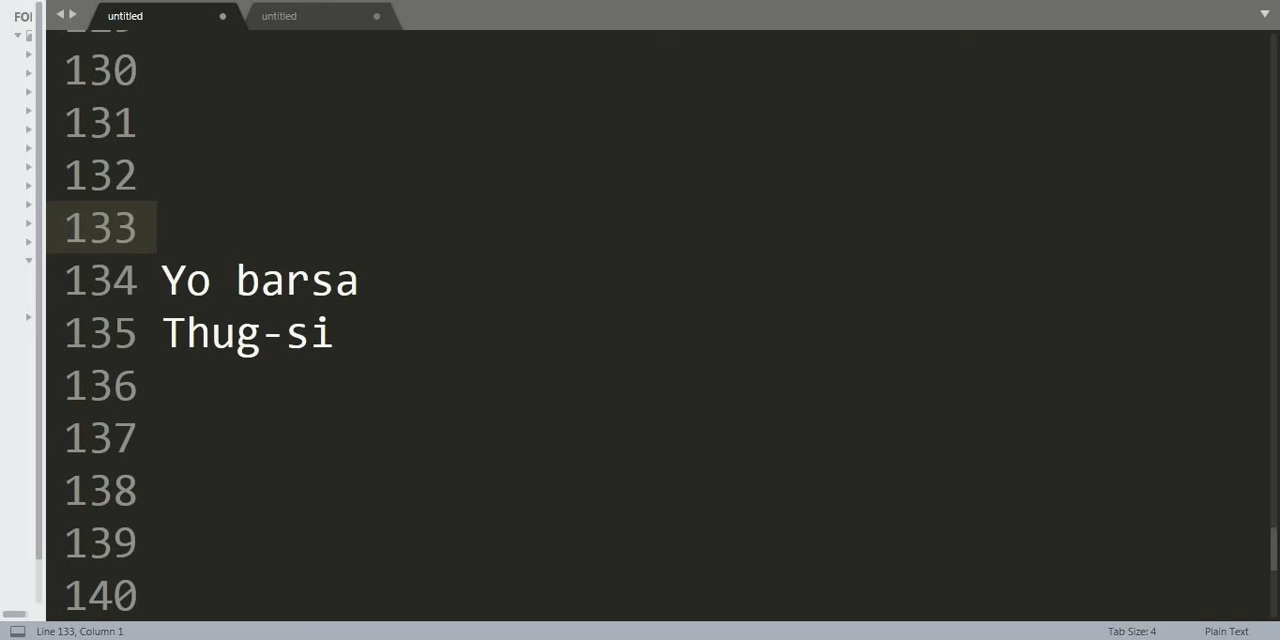 FO
untitled
untitled
130
131
132
133
134 Yo barsa
135 Thug-si
136
137
138
139
140
Line 133, Column 1
Tab Size: 4
Plain Text